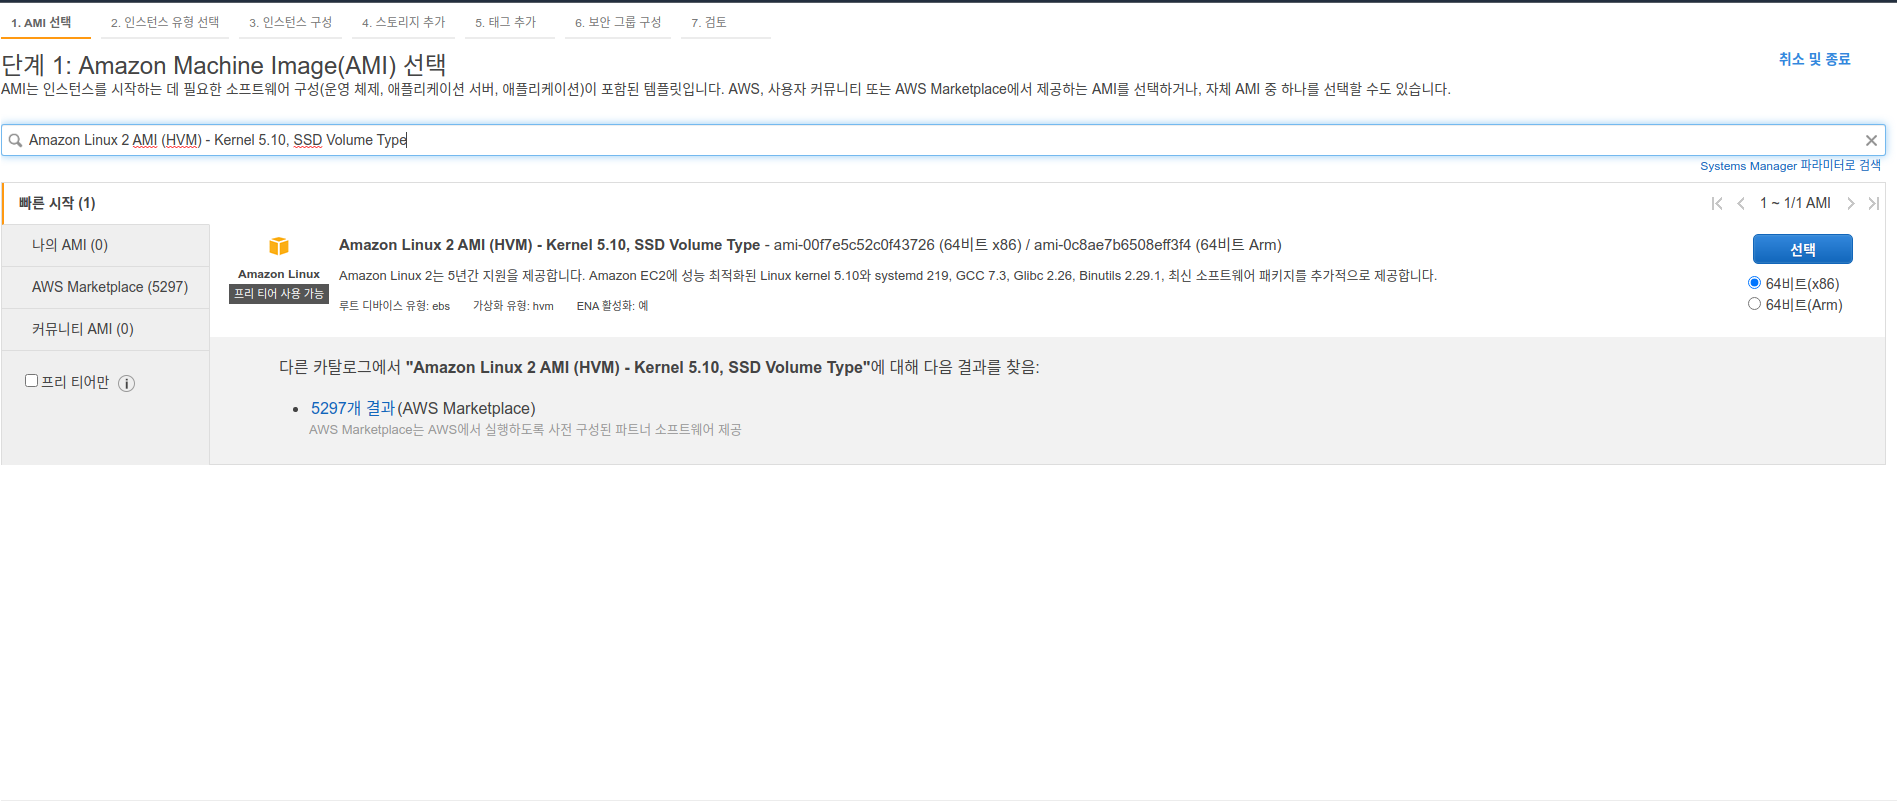 1. AMI 선택
2. 인스턴스 유형 선택
3. 인스턴스 구성
4. 스토리지 추가
5. 태그 추가
6. 보안 그룹 구성
7. 검토
단계 1: Amazon Machine Image(AMI) 선택
취소 및 종료
AMI는 인스턴스를 시작하는 데 필요한 소프트웨어 구성(운영 체제, 애플리케이션 서버, 애플리케이션)이 포함된 템플릿입니다. AWS, 사용자 커뮤니티 또는 AWS Marketplace에서 제공하는 AMI를 선택하거나, 자체 AMI 중 하나를 선택할 수도 있습니다.
Amazon Linux 2 AMI (HVM) - Kernel 5.10, SSD Volume Type
Systems Manager 파라미터로 검색
빠른 시작 (1)
1 ~ 1/1 AMI
나의 AMI (0)
AWS Marketplace (5297)
커뮤니티 AMI (0)
프리 티어만
Amazon Linux
프리 티어 사용 가능
Amazon Linux 2 AMI (HVM) - Kernel 5.10, SSD Volume Type - ami-00f7e5c52c0f43726 (64비트 x86) / ami-0c8ae7b6508eff3f4 (64비트 Arm)
Amazon Linux 2는 5년간 지원을 제공합니다. Amazon EC2에 성능 최적화된 Linux kernel 5.10와 systemd 219, GCC 7.3, Glibc 2.26, Binutils 2.29.1, 최신 소프트웨어 패키지를 추가적으로 제공합니다.
루트 디바이스 유형: ebs 가상화 유형: hvm ENA 활성화: 예
선택
64비트(x86)
64비트(Arm)
다른 카탈로그에서 "Amazon Linux 2 AMI (HVM) - Kernel 5.10, SSD Volume Type"에 대해 다음 결과를 찾음:
5297개 결과(AWS Marketplace)
AWS Marketplace는 AWS에서 실행하도록 사전 구성된 파트너 소프트웨어 제공